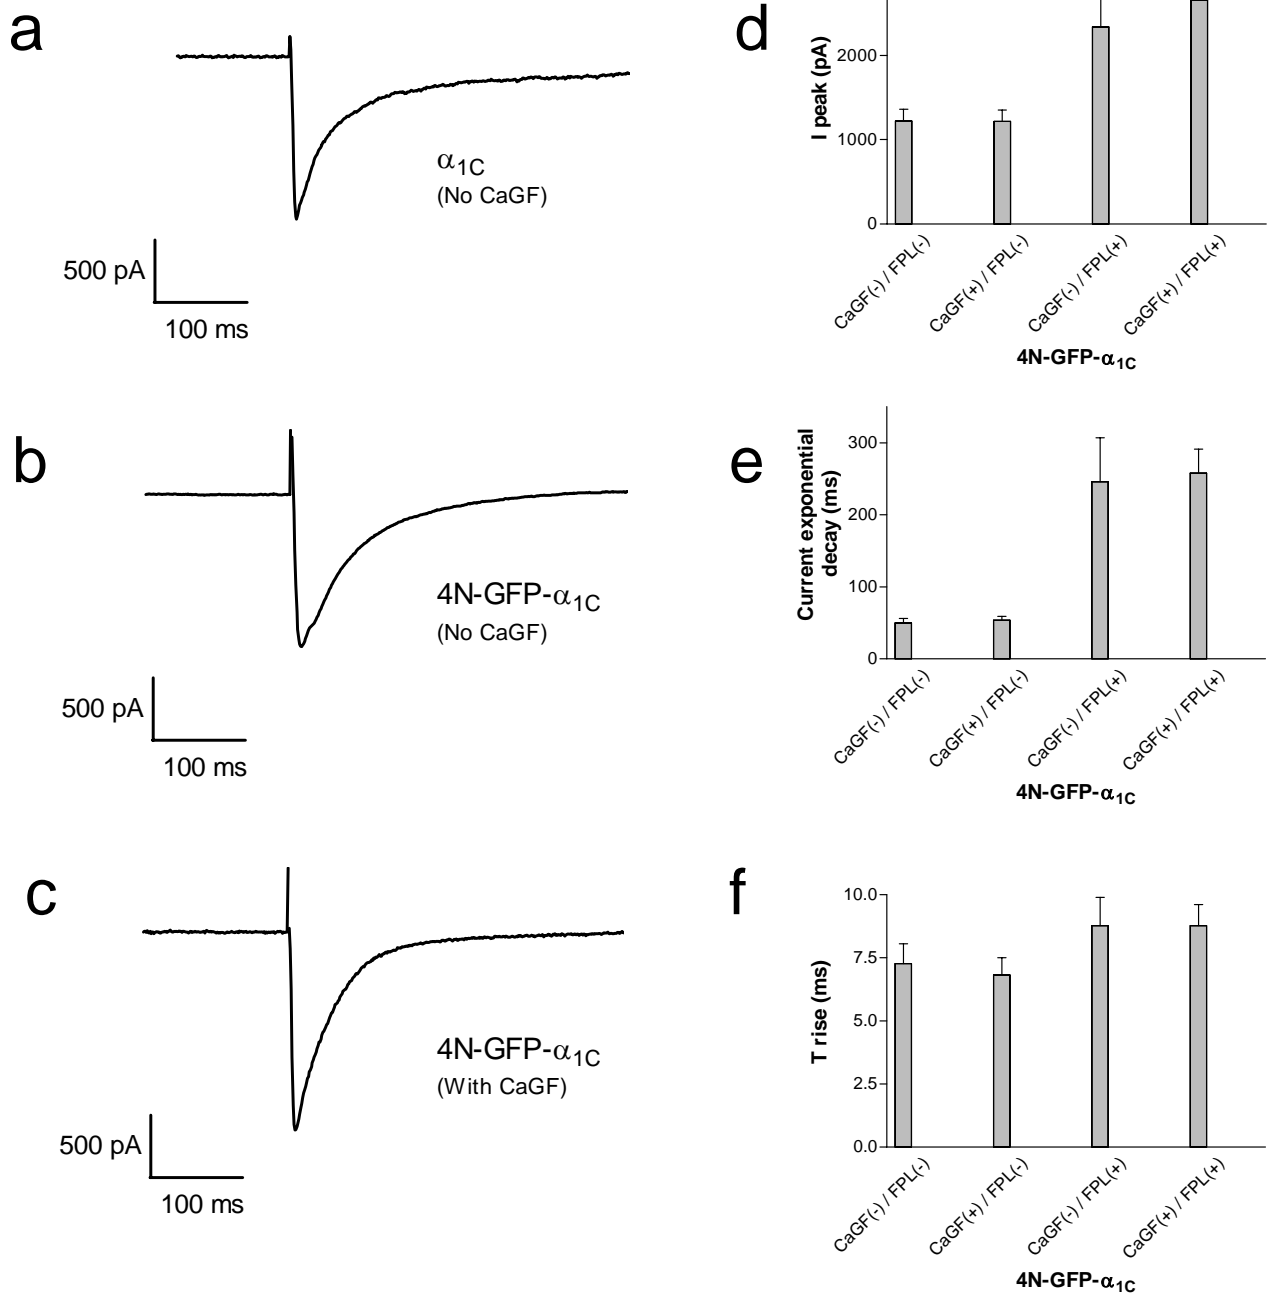 a
α1C
(No CaGF)
500 pA
100 ms
b
4N-GFP-α1C
(No CaGF)
500 pA
100 ms
c
4N-GFP-α1C
(With CaGF)
500 pA
100 ms
d
I peak (pA)
2000
1000
0
CaGF(-) / FPL(-)
CaGF(+) / FPL(-)
CaGF(-) / FPL(+)
CaGF(+) / FPL(+)
4N-GFP-α1C
e
Current exponential
decay (ms)
300
200
100
0
CaGF(-) / FPL(-)
CaGF(+) / FPL(-)
CaGF(-) / FPL(+)
CaGF(+) / FPL(+)
4N-GFP-α1C
f
T rise (ms)
10.0
7.5
5.0
2.5
0.0
CaGF(-) / FPL(-)
CaGF(+) / FPL(-)
CaGF(-) / FPL(+)
CaGF(+) / FPL(+)
4N-GFP-α1C